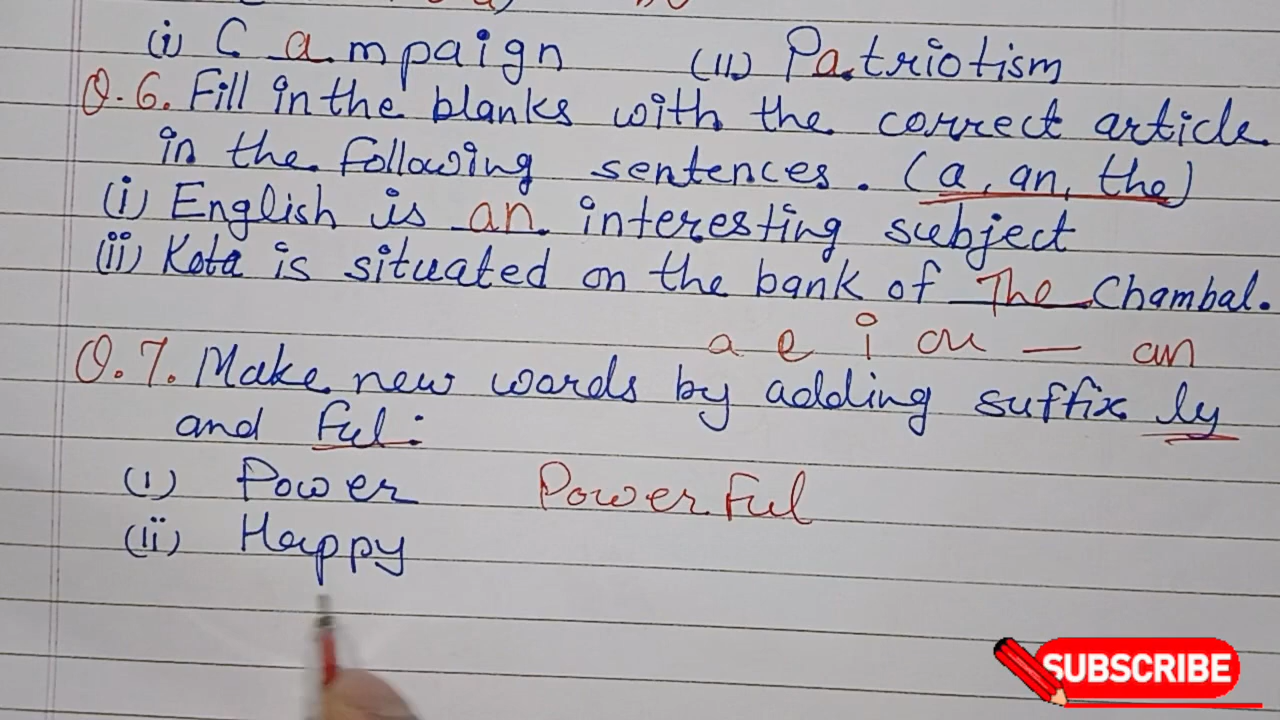 (i) Campaign (ii) Patriotism
Q.6. Fill in the blanks with the correct article
in the following sentences. (a, an, the)
(i) English is an interesting subject
(ii) Kota is situated on the bank of The Chambal.
a e i o u — an
Q.7. Make new words by adding suffix ly
and ful:
(i) Power Powerful
(ii) Happy
SUBSCRIBE